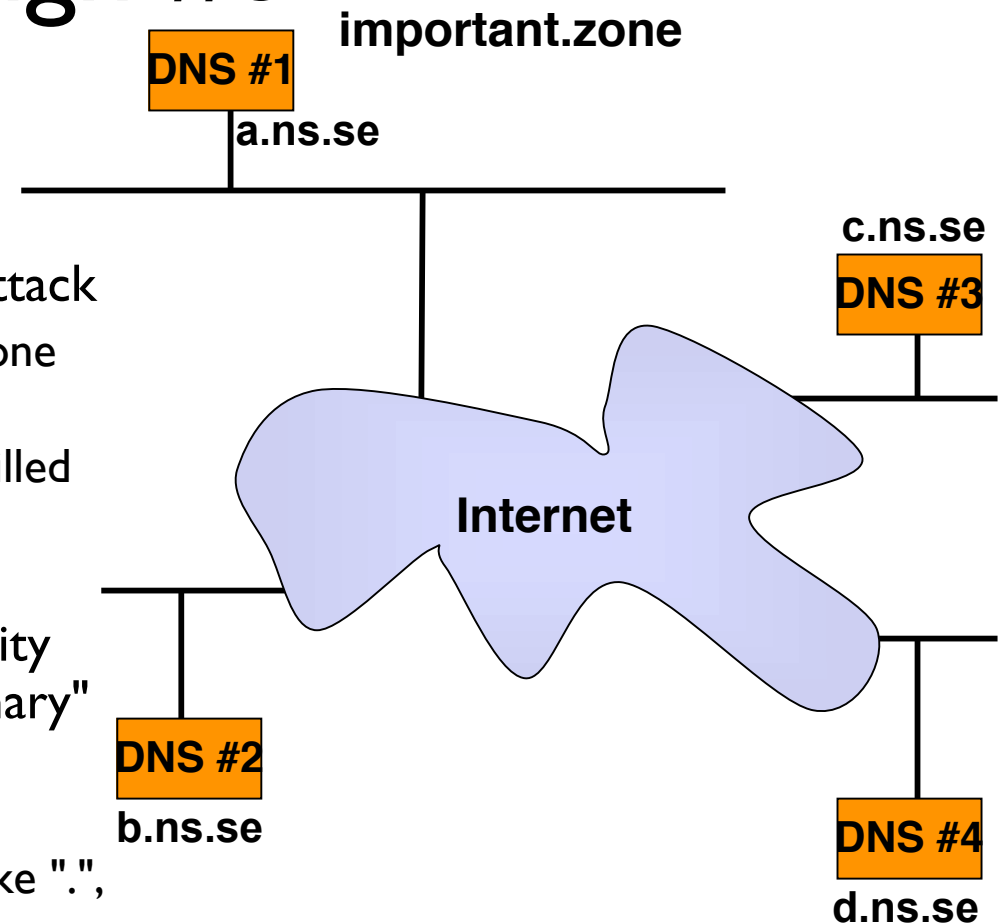 important.zone
DNS #1
a.ns.se
c.ns.se
DNS #3
ttack
one
lled
Internet
ity
ary"
DNS #2
b.ns.se
DNS #4
d.ns.se
ke ".",